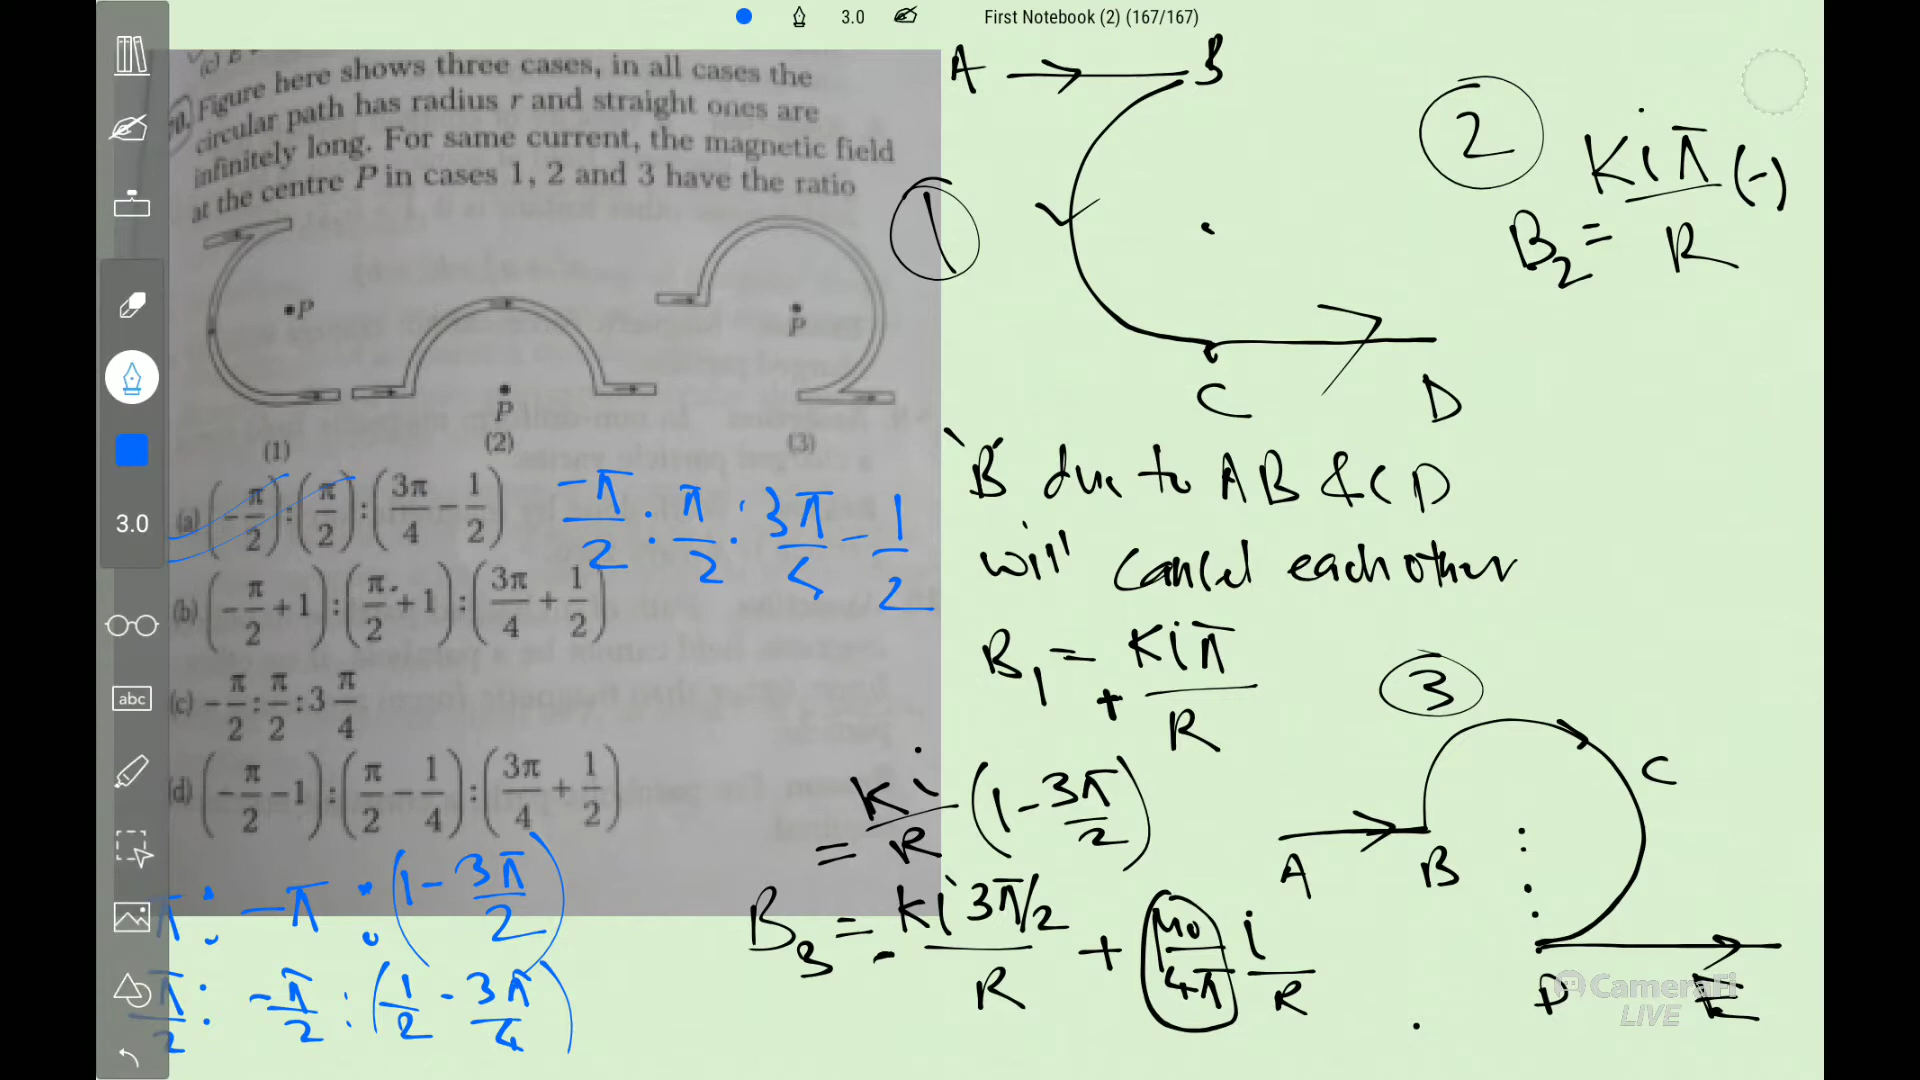 3.0
First Notebook (2) (167/167)
Figure here shows three cases, in all cases the
circular path has radius r and straight ones are
infinitely long. For same current, the magnetic field
at the centre P in cases 1, 2 and 3 have the ratio
P
P
P
(1)
(2)
(3)
(a) (-π/2) : (π/2) : (3π/4 - 1/2)
(b) (-π/2 + 1) : (π/2 + 1) : (3π/4 + 1/2)
(c) -π/2 : π/2 : 3 π/4
(d) (-π/2 - 1) : (π/2 - 1/4) : (3π/4 + 1/2)
-π/2 : π/2 : 3π/4 - 1/2
π : -π : (1 - 3π/2)
π/2 : -π/2 : (1/2 - 3π/4)
3.0
abc
1
A
B
C
D
2
B2 = Kiπ/R (-)
'B' due to AB & CD
will cancel each other
B1 = + Kiπ/R
3
A
B
C
D
E
= Ki/R (1 - 3π/2)
B3 = - Ki 3π/2 / R + μ0/4π i/R
CameraFi
LIVE